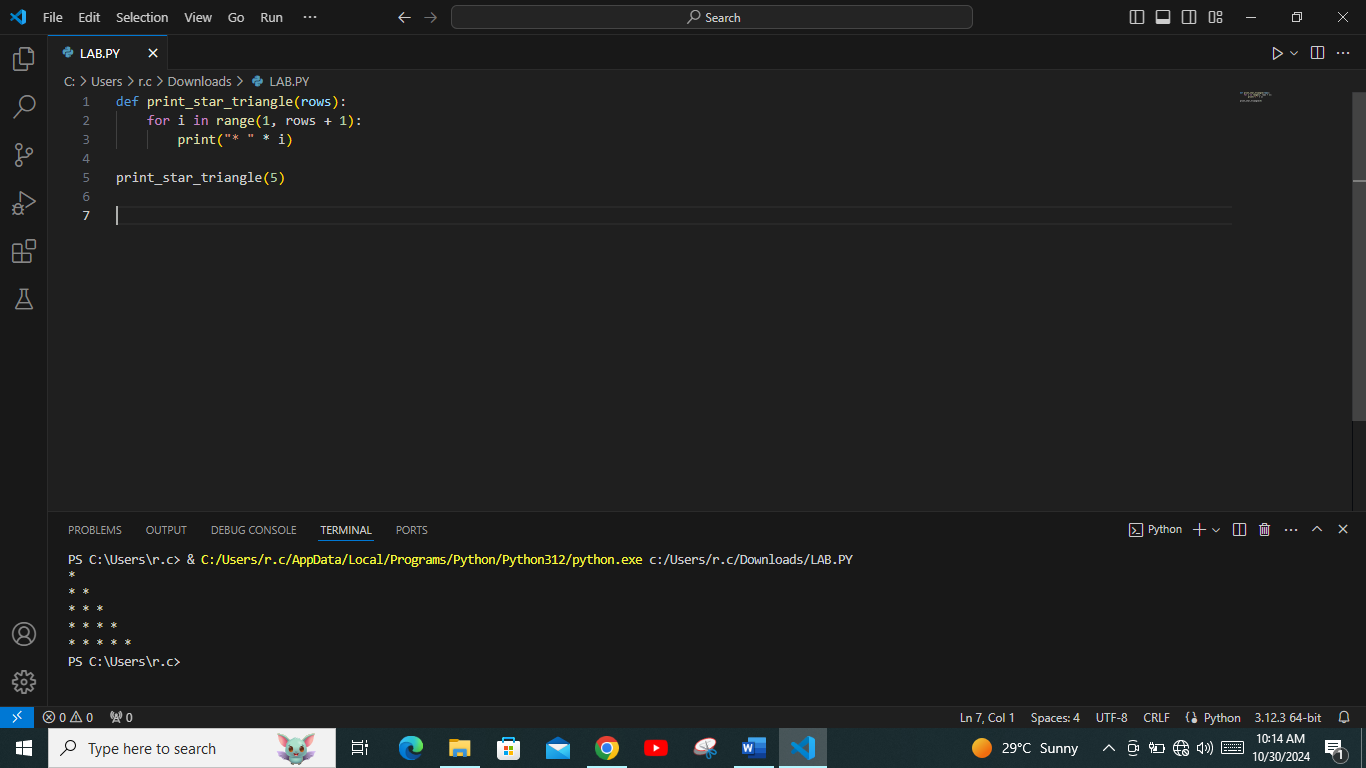 File Edit Selection View Go Run ··· Search
LAB.PY
C: > Users > r.c > Downloads > LAB.PY
1 def print_star_triangle(rows):
2     for i in range(1, rows + 1):
3         print("* " * i)
4
5 print_star_triangle(5)
6
7
PROBLEMS OUTPUT DEBUG CONSOLE TERMINAL PORTS Python
PS C:\Users\r.c> & C:/Users/r.c/AppData/Local/Programs/Python/Python312/python.exe c:/Users/r.c/Downloads/LAB.PY
*
* *
* * *
* * * *
* * * * *
PS C:\Users\r.c>
0 0 0 Ln 7, Col 1 Spaces: 4 UTF-8 CRLF Python 3.12.3 64-bit
Type here to search 29°C Sunny 10:14 AM
10/30/2024 1